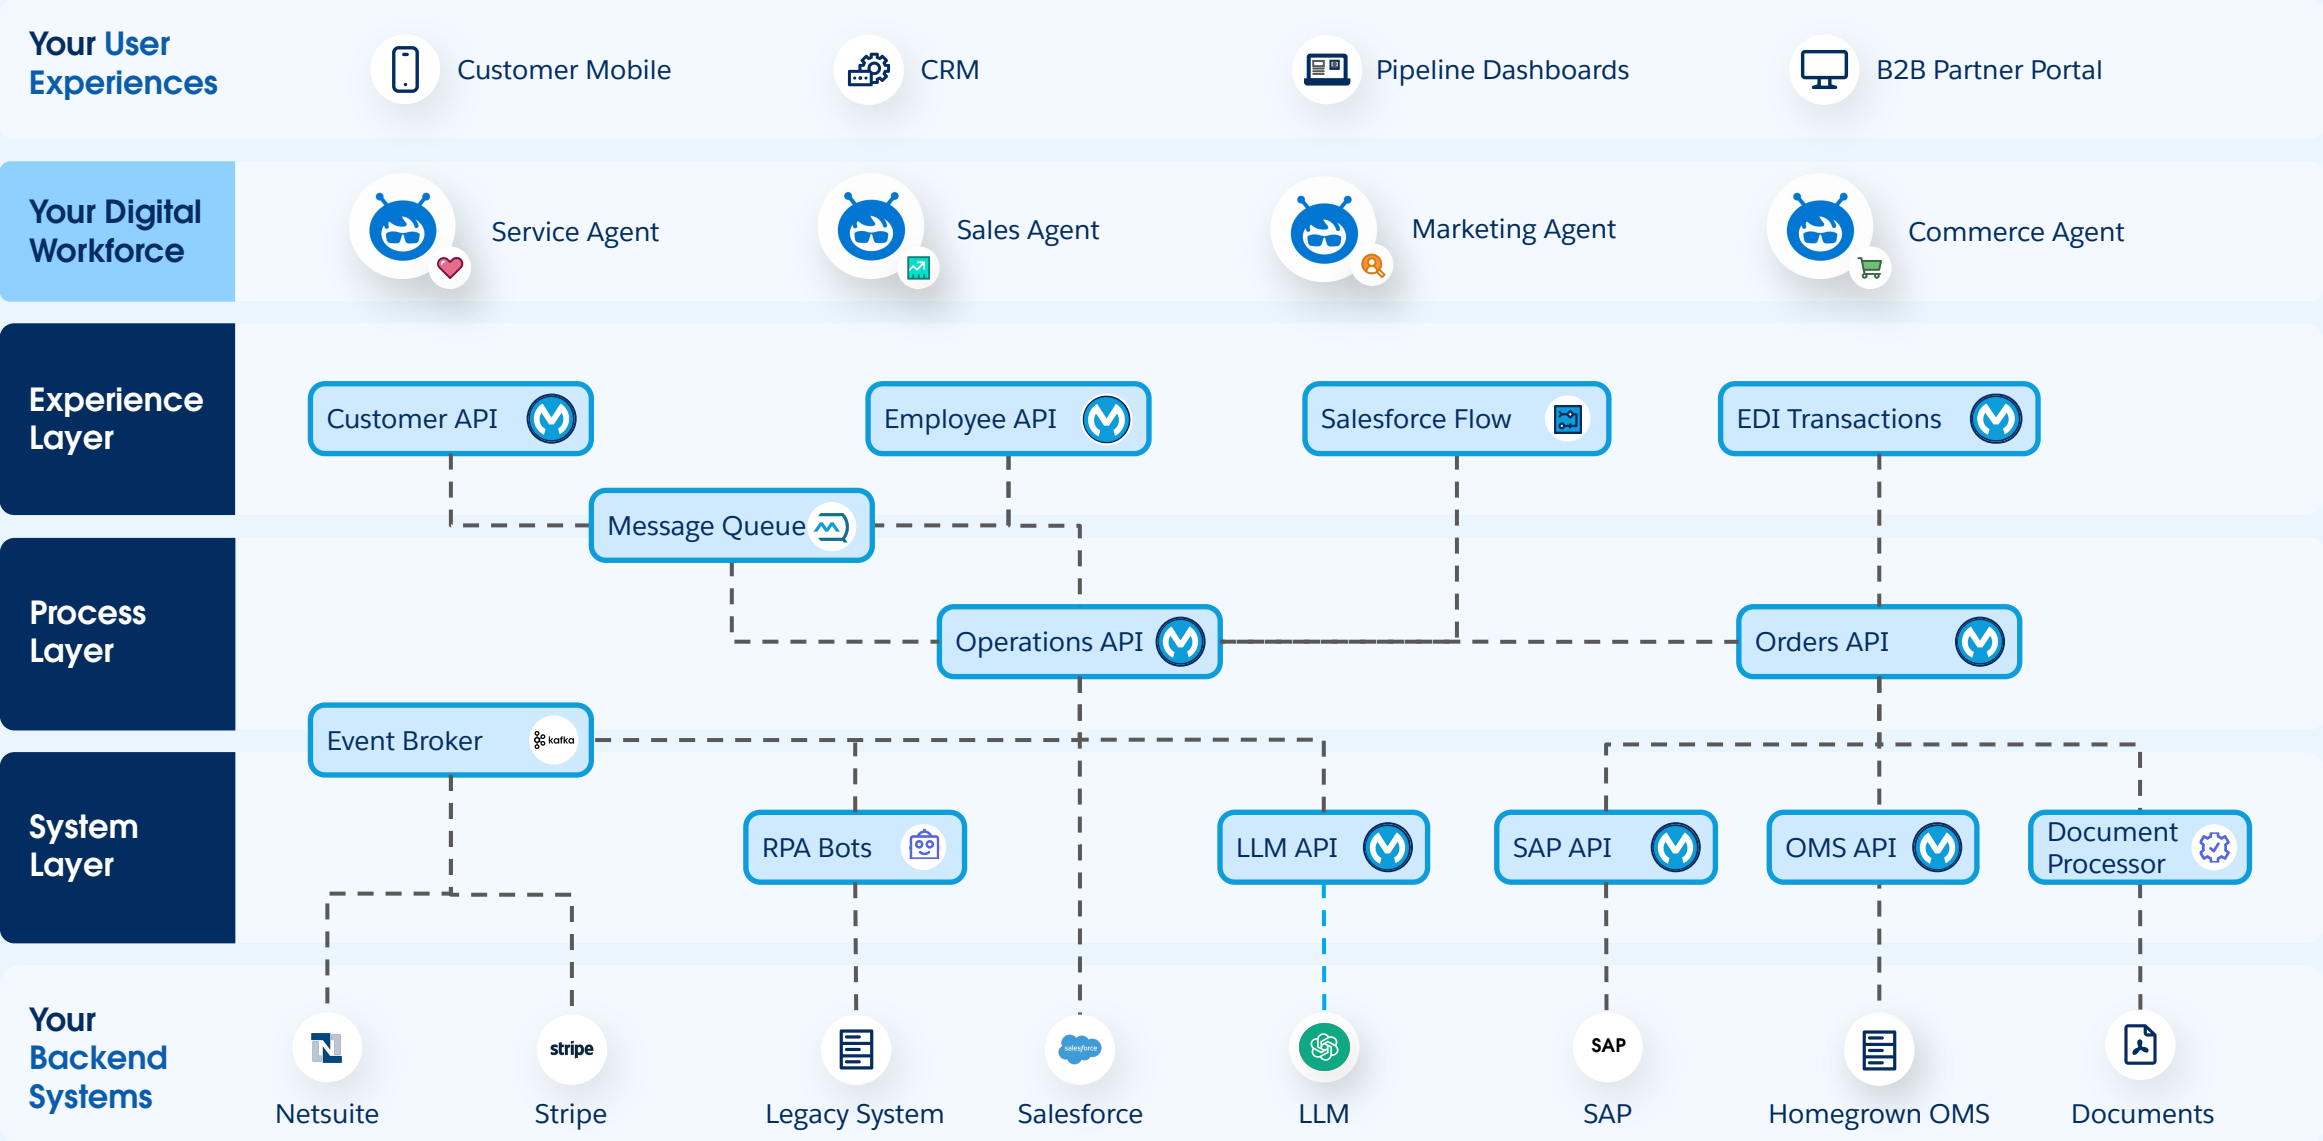 Your User
Experiences
Customer Mobile
CRM
Pipeline Dashboards
B2B Partner Portal
Your Digital
Workforce
Service Agent
Sales Agent
Marketing Agent
Commerce Agent
Experience
Layer
Customer API
Employee API
Salesforce Flow
EDI Transactions
Message Queue
Process
Layer
Operations API
Orders API
Event Broker
kafka
System
Layer
RPA Bots
LLM API
SAP API
OMS API
Document
Processor
Your
Backend
Systems
N
stripe
salesforce
SAP
Netsuite
Stripe
Legacy System
Salesforce
LLM
SAP
Homegrown OMS
Documents